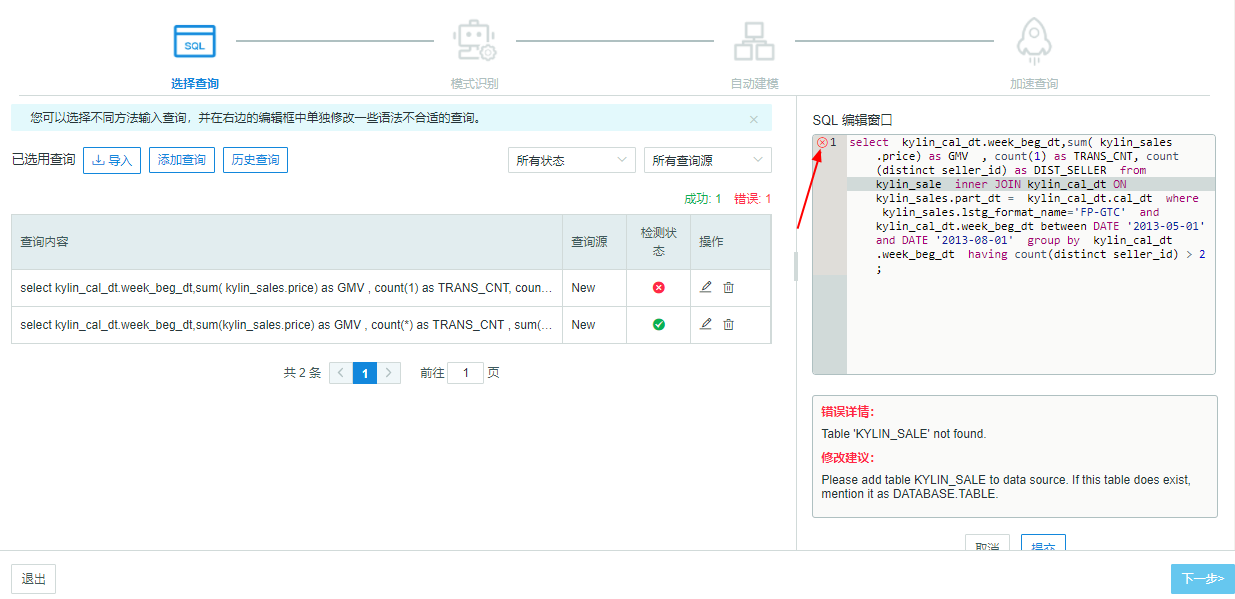 SQL
选择查询
模式识别
自动建模
加速查询
您可以选择不同方法输入查询，并在右边的编辑框中单独修改一些语法不合适的查询。
已选用查询
导入
添加查询
历史查询
所有状态
所有查询源
成功: 1 错误: 1
查询内容
查询源
检测状
态
操作
select kylin_cal_dt.week_beg_dt,sum( kylin_sales.price) as GMV , count(1) as TRANS_CNT, coun…
New
select kylin_cal_dt.week_beg_dt,sum(kylin_sales.price) as GMV , count(*) as TRANS_CNT , sum(…
New
共 2 条
1
前往 1 页
SQL 编辑窗口
1 select kylin_cal_dt.week_beg_dt,sum( kylin_sales
.price) as GMV , count(1) as TRANS_CNT, count
(distinct seller_id) as DIST_SELLER from
kylin_sale inner JOIN kylin_cal_dt ON
kylin_sales.part_dt = kylin_cal_dt.cal_dt where
kylin_sales.lstg_format_name='FP-GTC' and
kylin_cal_dt.week_beg_dt between DATE '2013-05-01'
and DATE '2013-08-01' group by kylin_cal_dt
.week_beg_dt having count(distinct seller_id) > 2
;
错误详情:
Table 'KYLIN_SALE' not found.
修改建议:
Please add table KYLIN_SALE to data source. If this table does exist,
mention it as DATABASE.TABLE.
取消
提交
退出
下一步>